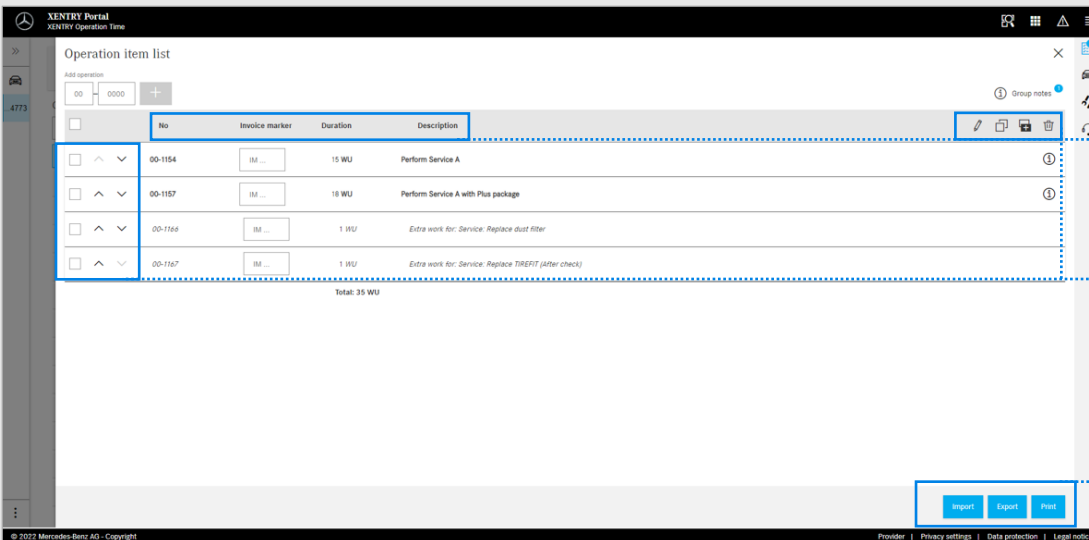 XENTRY Portal
XENTRY Operation Time
Operation item list
Add operation
00 - 0000 +
Group notes
...4773
No Invoice marker Duration Description
00-1154 IM ... 15 WU Perform Service A
00-1157 IM ... 18 WU Perform Service A with Plus package
00-1166 IM ... 1 WU Extra work for: Service: Replace dust filter
00-1167 IM ... 1 WU Extra work for: Service: Replace TIREFIT (After check)
Total: 35 WU
Import Export Print
© 2022 Mercedes-Benz AG - Copyright Provider | Privacy settings | Data protection | Legal notic